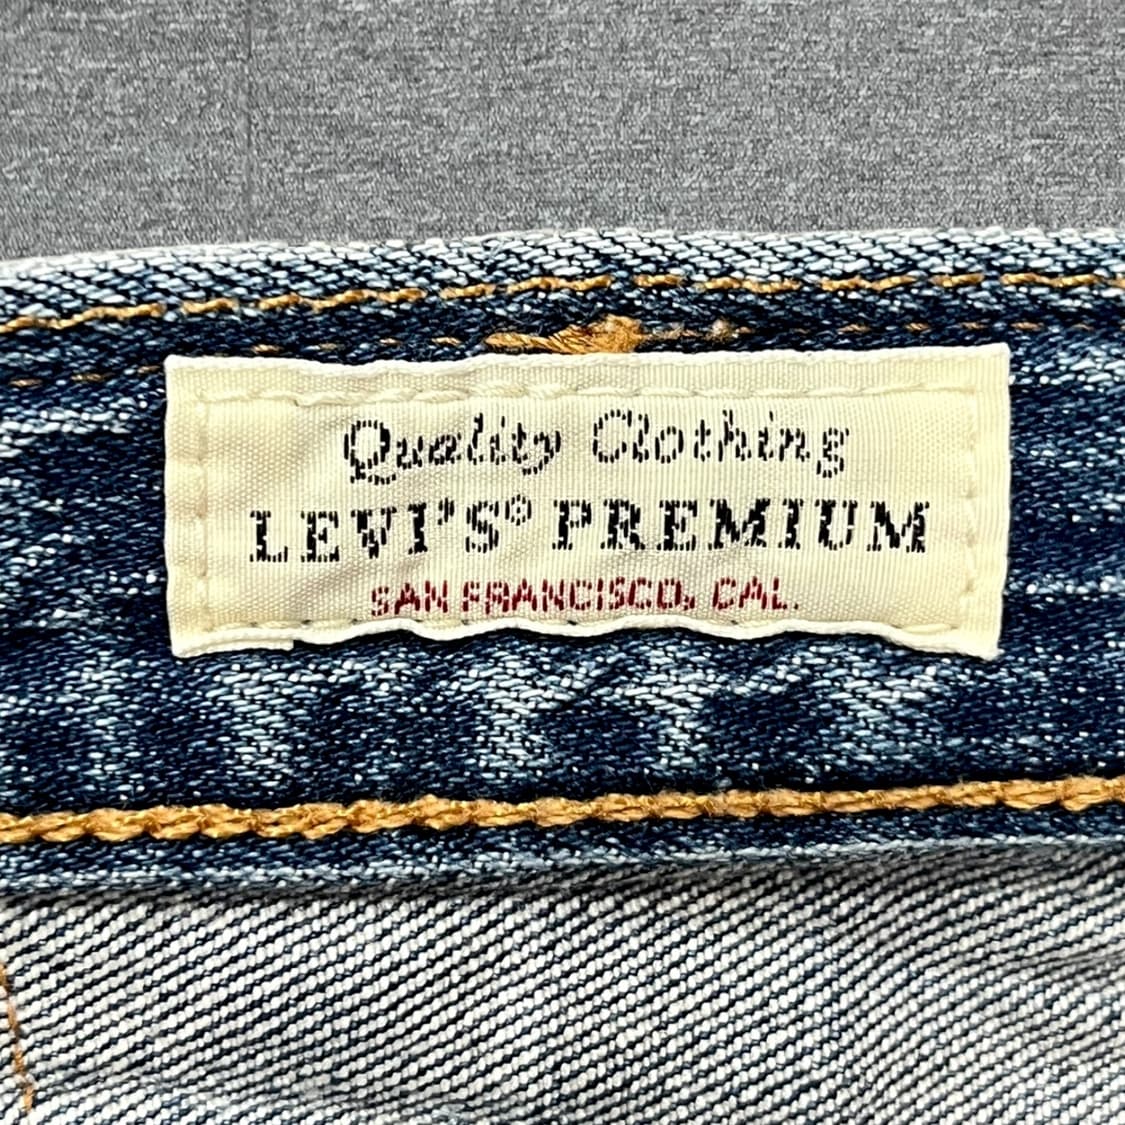 Quality Clothing
LEVI'S® PREMIUM
SAN FRANCISCO, CAL.